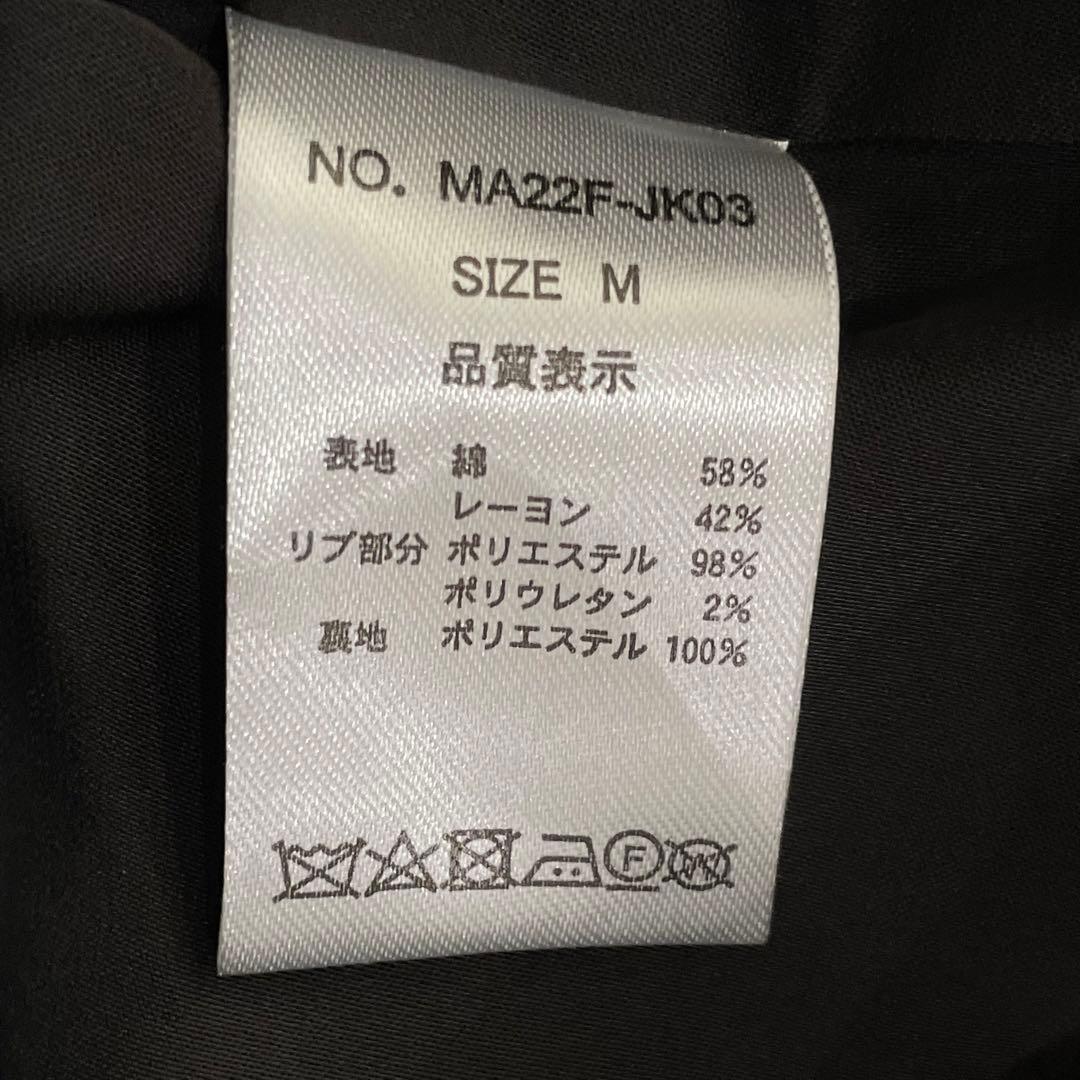 NO. MA22F-JK03
SIZE M
品質表示
表地 綿 58%
レーヨン 42%
リブ部分 ポリエステル 98%
ポリウレタン 2%
裏地 ポリエステル 100%
F
W